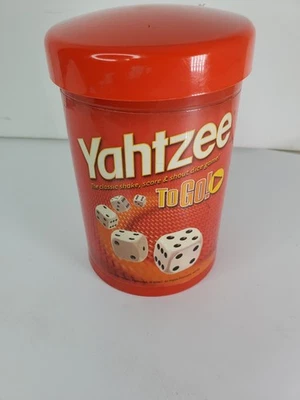 Yahtzee
The classic shake, score & shout dice game!
To Go!